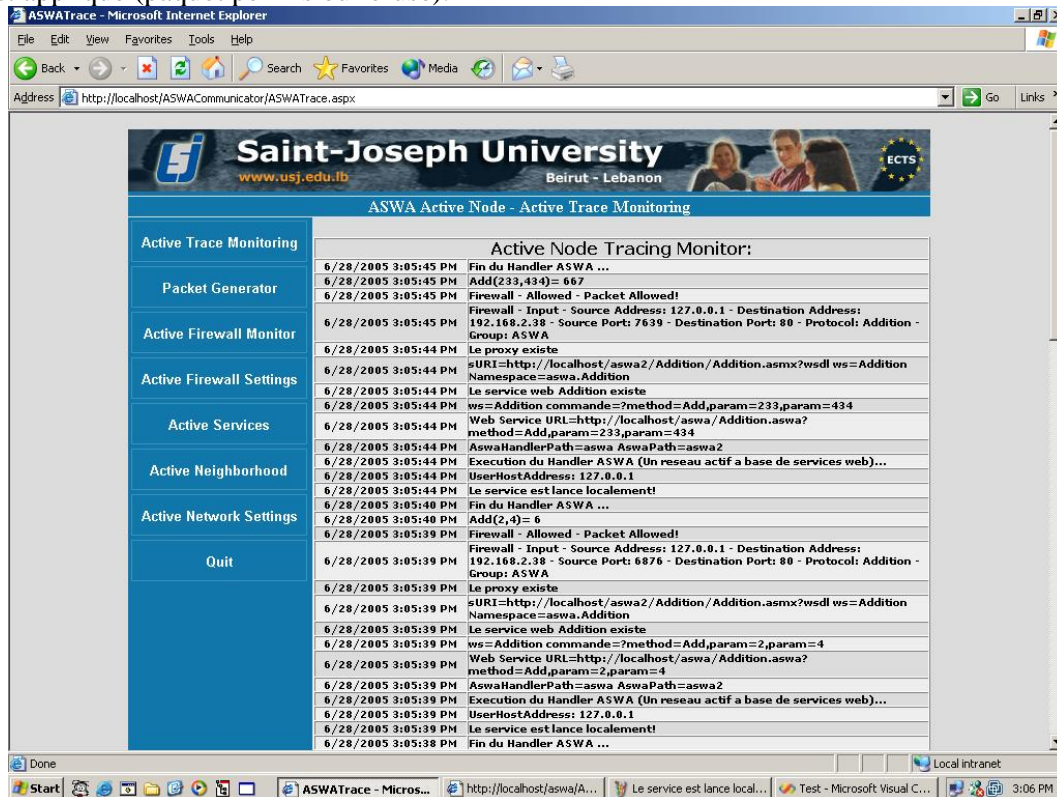 ASWATrace - Microsoft Internet Explorer
File Edit View Favorites Tools Help
Back Search Favorites Media
Address http://localhost/ASWACommunicator/ASWATrace.aspx Go Links
Saint-Joseph University
www.usj.edu.lb Beirut - Lebanon
ECTS
ASWA Active Node - Active Trace Monitoring
Active Trace Monitoring
Packet Generator
Active Firewall Monitor
Active Firewall Settings
Active Services
Active Neighborhood
Active Network Settings
Quit
Active Node Tracing Monitor:
6/28/2005 3:05:45 PM Fin du Handler ASWA ...
6/28/2005 3:05:45 PM Add(233,434)= 667
6/28/2005 3:05:45 PM Firewall - Allowed - Packet Allowed!
6/28/2005 3:05:45 PM Firewall - Input - Source Address: 127.0.0.1 - Destination Address:
192.168.2.38 - Source Port: 7639 - Destination Port: 80 - Protocol: Addition -
Group: ASWA
6/28/2005 3:05:44 PM Le proxy existe
6/28/2005 3:05:44 PM sURI=http://localhost/aswa2/Addition/Addition.asmx?wsdl ws=Addition
Namespace=aswa.Addition
6/28/2005 3:05:44 PM Le service web Addition existe
6/28/2005 3:05:44 PM ws=Addition commande=?method=Add,param=233,param=434
6/28/2005 3:05:44 PM Web Service URL=http://localhost/aswa/Addition.aswa?
method=Add,param=233,param=434
6/28/2005 3:05:44 PM AswaHandlerPath=aswa AswaPath=aswa2
6/28/2005 3:05:44 PM Execution du Handler ASWA (Un reseau actif a base de services web)...
6/28/2005 3:05:44 PM UserHostAddress: 127.0.0.1
6/28/2005 3:05:44 PM Le service est lance localement!
6/28/2005 3:05:40 PM Fin du Handler ASWA ...
6/28/2005 3:05:40 PM Add(2,4)= 6
6/28/2005 3:05:39 PM Firewall - Allowed - Packet Allowed!
6/28/2005 3:05:39 PM Firewall - Input - Source Address: 127.0.0.1 - Destination Address:
192.168.2.38 - Source Port: 6876 - Destination Port: 80 - Protocol: Addition -
Group: ASWA
6/28/2005 3:05:39 PM Le proxy existe
6/28/2005 3:05:39 PM sURI=http://localhost/aswa2/Addition/Addition.asmx?wsdl ws=Addition
Namespace=aswa.Addition
6/28/2005 3:05:39 PM Le service web Addition existe
6/28/2005 3:05:39 PM ws=Addition commande=?method=Add,param=2,param=4
6/28/2005 3:05:39 PM Web Service URL=http://localhost/aswa/Addition.aswa?
method=Add,param=2,param=4
6/28/2005 3:05:39 PM AswaHandlerPath=aswa AswaPath=aswa2
6/28/2005 3:05:39 PM Execution du Handler ASWA (Un reseau actif a base de services web)...
6/28/2005 3:05:39 PM UserHostAddress: 127.0.0.1
6/28/2005 3:05:39 PM Le service est lance localement!
6/28/2005 3:05:38 PM Fin du Handler ASWA ...
Done Local intranet
Start ASWATrace - Micros... http://localhost/aswa/A... Le service est lance local... Test - Microsoft Visual C... 3:06 PM